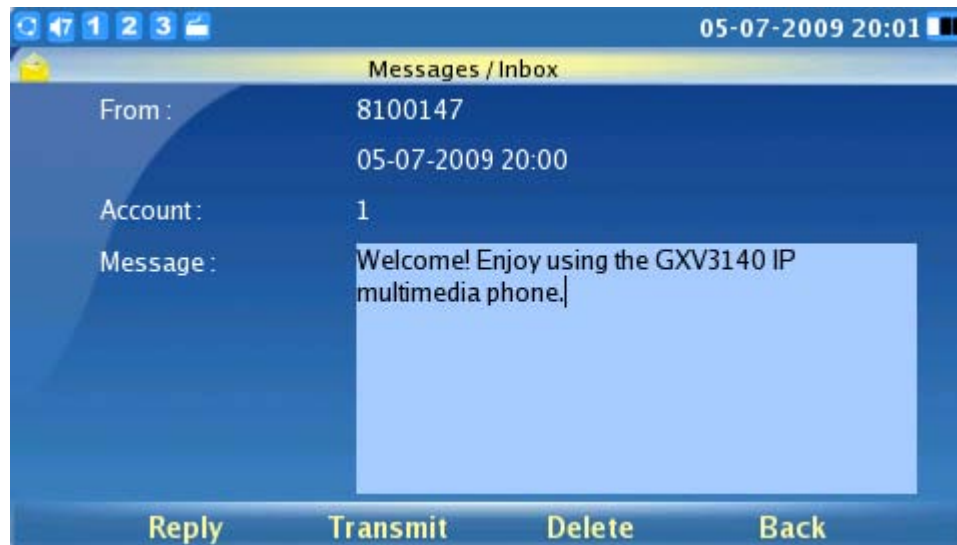 7 1 2 3 05-07-2009 20:01
Messages / Inbox
From : 8100147
05-07-2009 20:00
Account : 1
Message : Welcome! Enjoy using the GXV3140 IP
multimedia phone.
Reply Transmit Delete Back